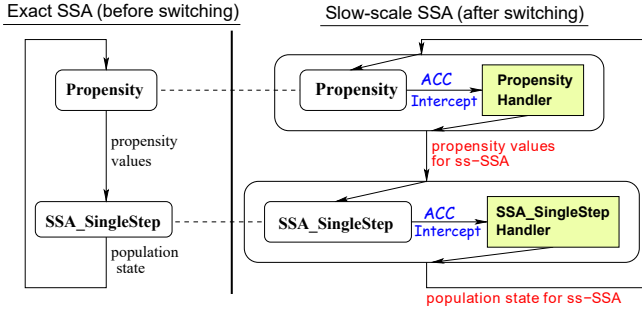 Exact SSA (before switching)
Slow-scale SSA (after switching)
Propensity
propensity
values
SSA_SingleStep
population
state
Propensity
ACC
Intercept
Propensity
Handler
propensity values
for ss-SSA
SSA_SingleStep
ACC
Intercept
SSA_SingleStep
Handler
population state for ss-SSA